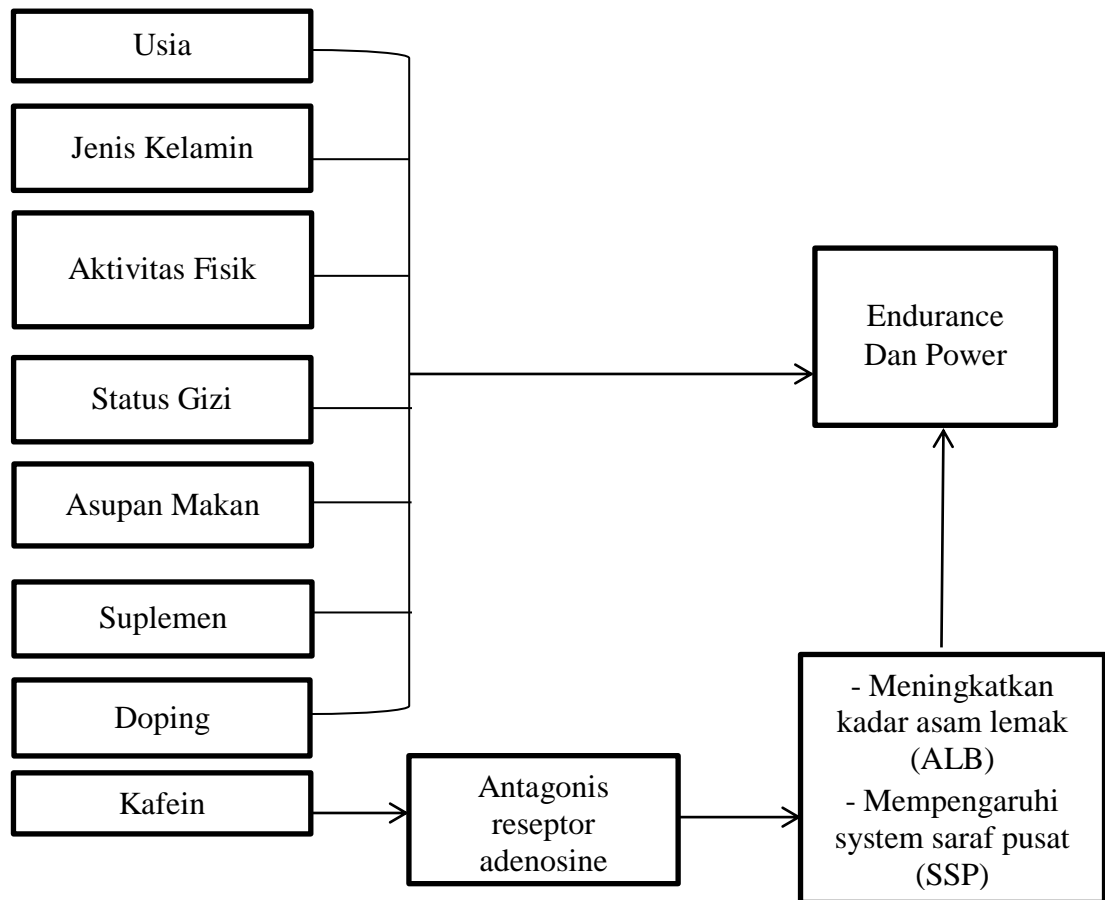 Usia
Jenis Kelamin
Aktivitas Fisik
Status Gizi
Asupan Makan
Suplemen
Doping
Kafein
Antagonis
reseptor
adenosine
- Meningkatkan
kadar asam lemak
(ALB)
- Mempengaruhi
system saraf pusat
(SSP)
Endurance
Dan Power